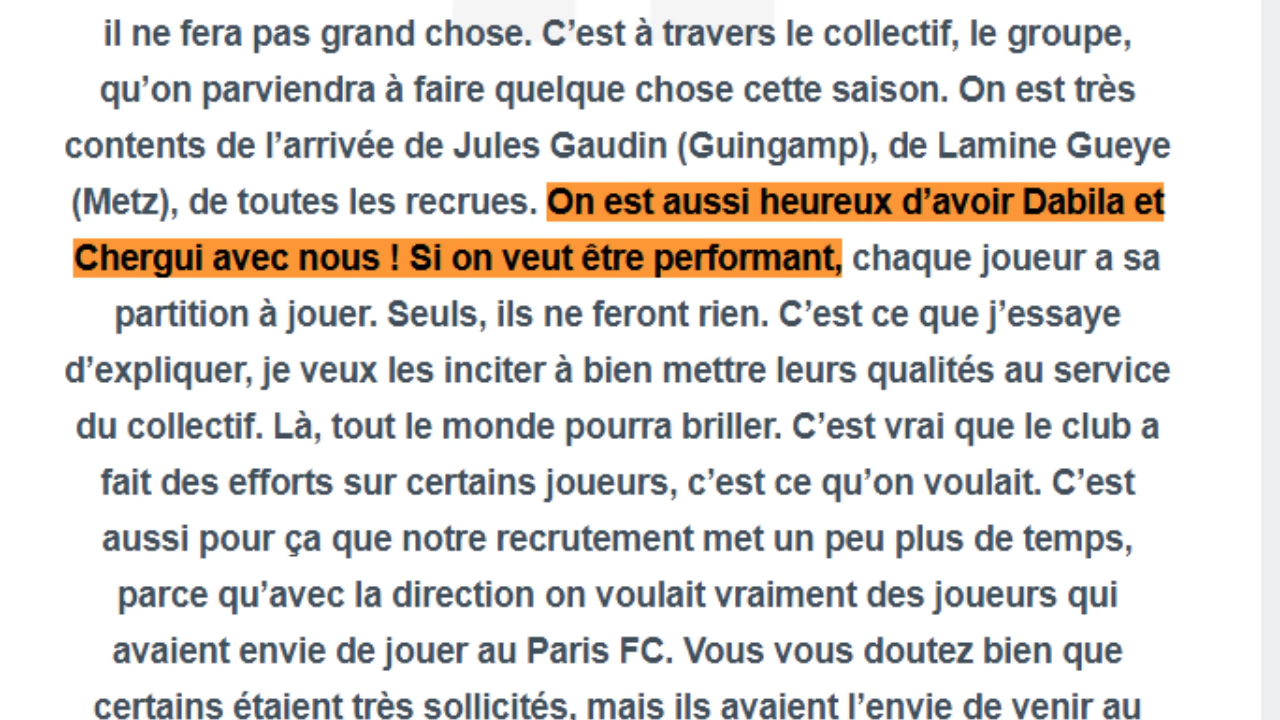 il ne fera pas grand chose. C’est à travers le collectif, le groupe,
qu’on parviendra à faire quelque chose cette saison. On est très
contents de l’arrivée de Jules Gaudin (Guingamp), de Lamine Gueye
(Metz), de toutes les recrues. On est aussi heureux d’avoir Dabila et
Chergui avec nous ! Si on veut être performant, chaque joueur a sa
partition à jouer. Seuls, ils ne feront rien. C’est ce que j’essaye
d’expliquer, je veux les inciter à bien mettre leurs qualités au service
du collectif. Là, tout le monde pourra briller. C’est vrai que le club a
fait des efforts sur certains joueurs, c’est ce qu’on voulait. C’est
aussi pour ça que notre recrutement met un peu plus de temps,
parce qu’avec la direction on voulait vraiment des joueurs qui
avaient envie de jouer au Paris FC. Vous vous doutez bien que
certains étaient très sollicités, mais ils avaient l’envie de venir au